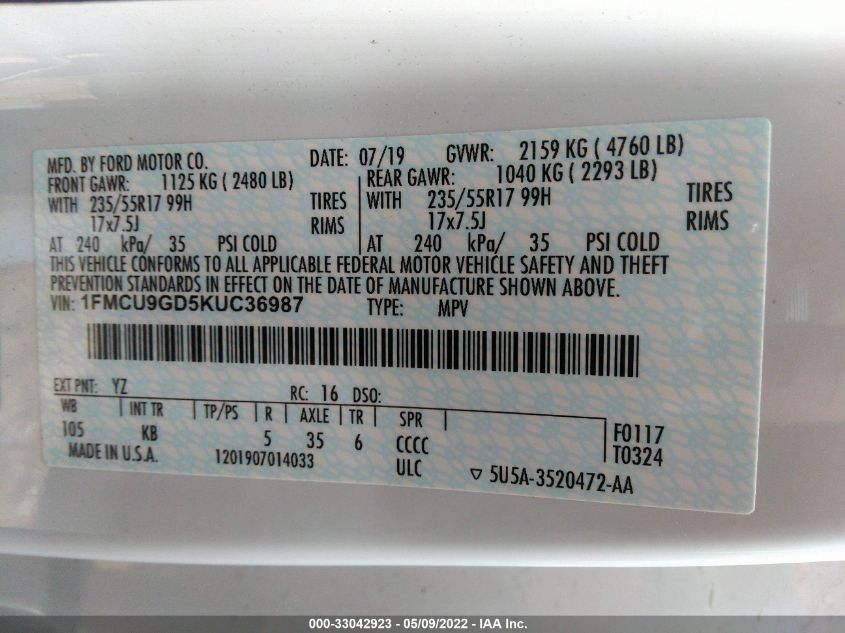 MFD. BY FORD MOTOR CO. DATE: 07/19 GVWR: 2159 KG ( 4760 LB)
FRONT GAWR: 1125 KG ( 2480 LB) REAR GAWR: 1040 KG ( 2293 LB)
WITH 235/55R17 99H TIRES WITH 235/55R17 99H TIRES
17x7.5J RIMS 17x7.5J RIMS
AT 240 kPa/ 35 PSI COLD AT 240 kPa/ 35 PSI COLD
THIS VEHICLE CONFORMS TO ALL APPLICABLE FEDERAL MOTOR VEHICLE SAFETY AND THEFT
PREVENTION STANDARDS IN EFFECT ON THE DATE OF MANUFACTURE SHOWN ABOVE.
VIN: 1FMCU9GD5KUC36987 TYPE: MPV
EXT PNT: YZ RC: 16 DSO:
WB INT TR TP/PS R AXLE TR SPR
105 KB 5 35 6 CCCC F0117
MADE IN U.S.A. 1201907014033 ULC T0324
5U5A-3520472-AA
000-33042923 - 05/09/2022 - IAA Inc.